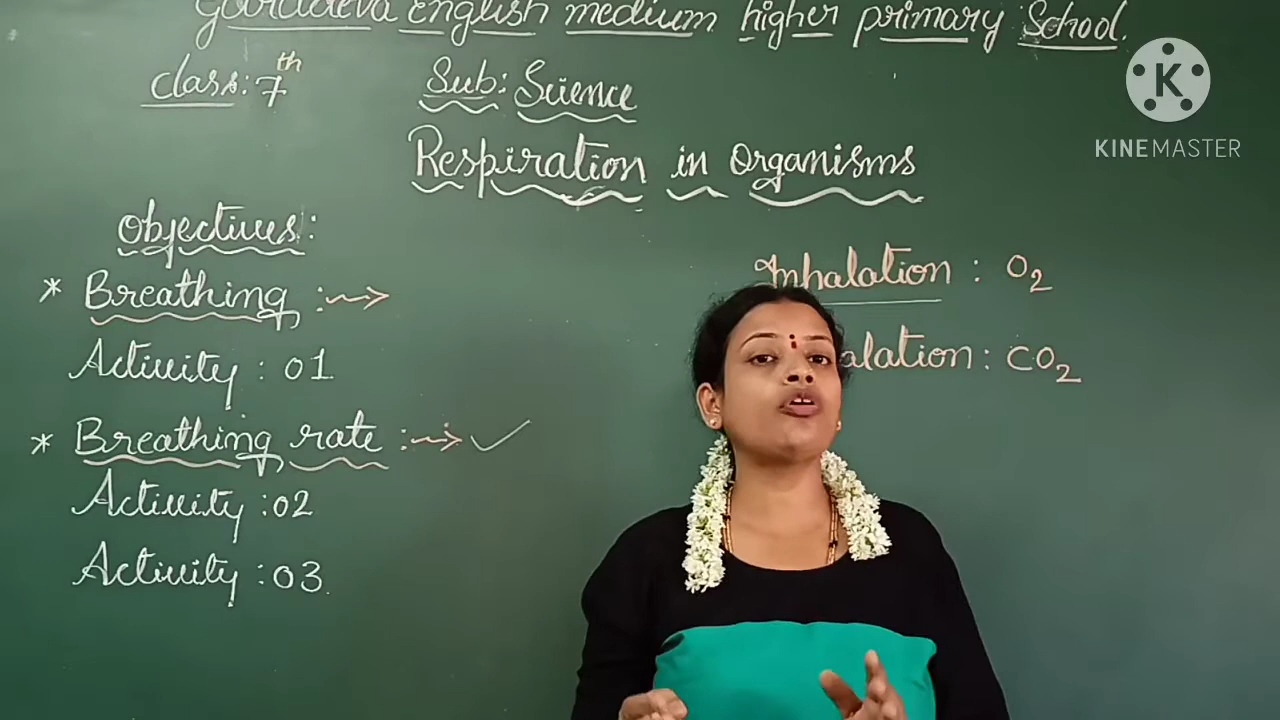 English medium higher primary School.
Class: 7th
Sub: Science
Respiration in Organisms
Objectives:
* Breathing :
Activity : 01
* Breathing rate : ✓
Activity : 02
Activity : 03.
Inhalation : O2
alation : CO2
K
KINEMASTER